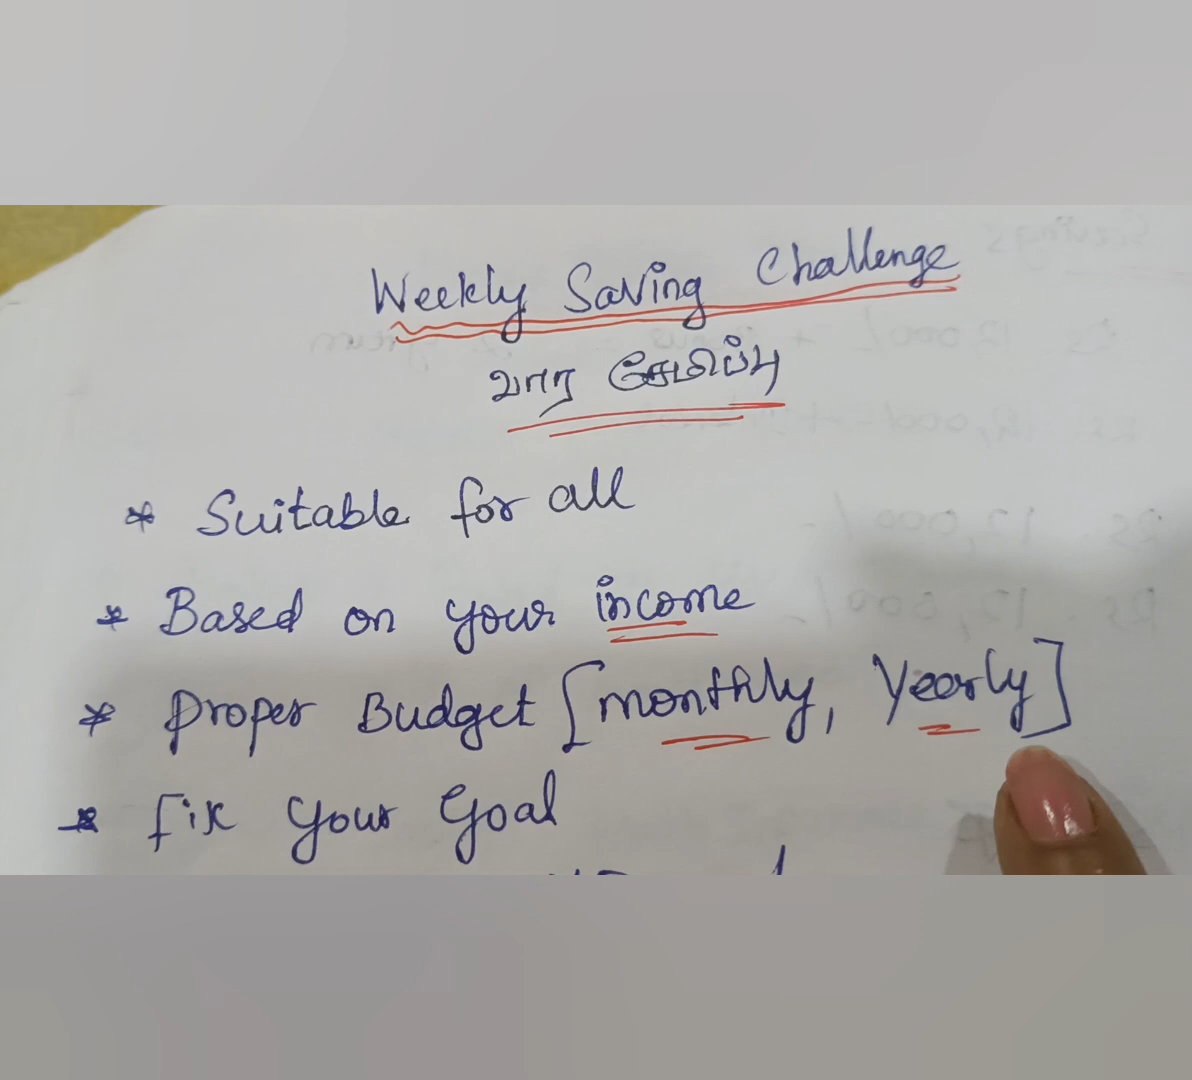 Weekly Saving Challenge
வார சேமிப்பு
* Suitable for all
* Based on your income
* Proper Budget [monthly, Yearly]
* Fix Your Goal